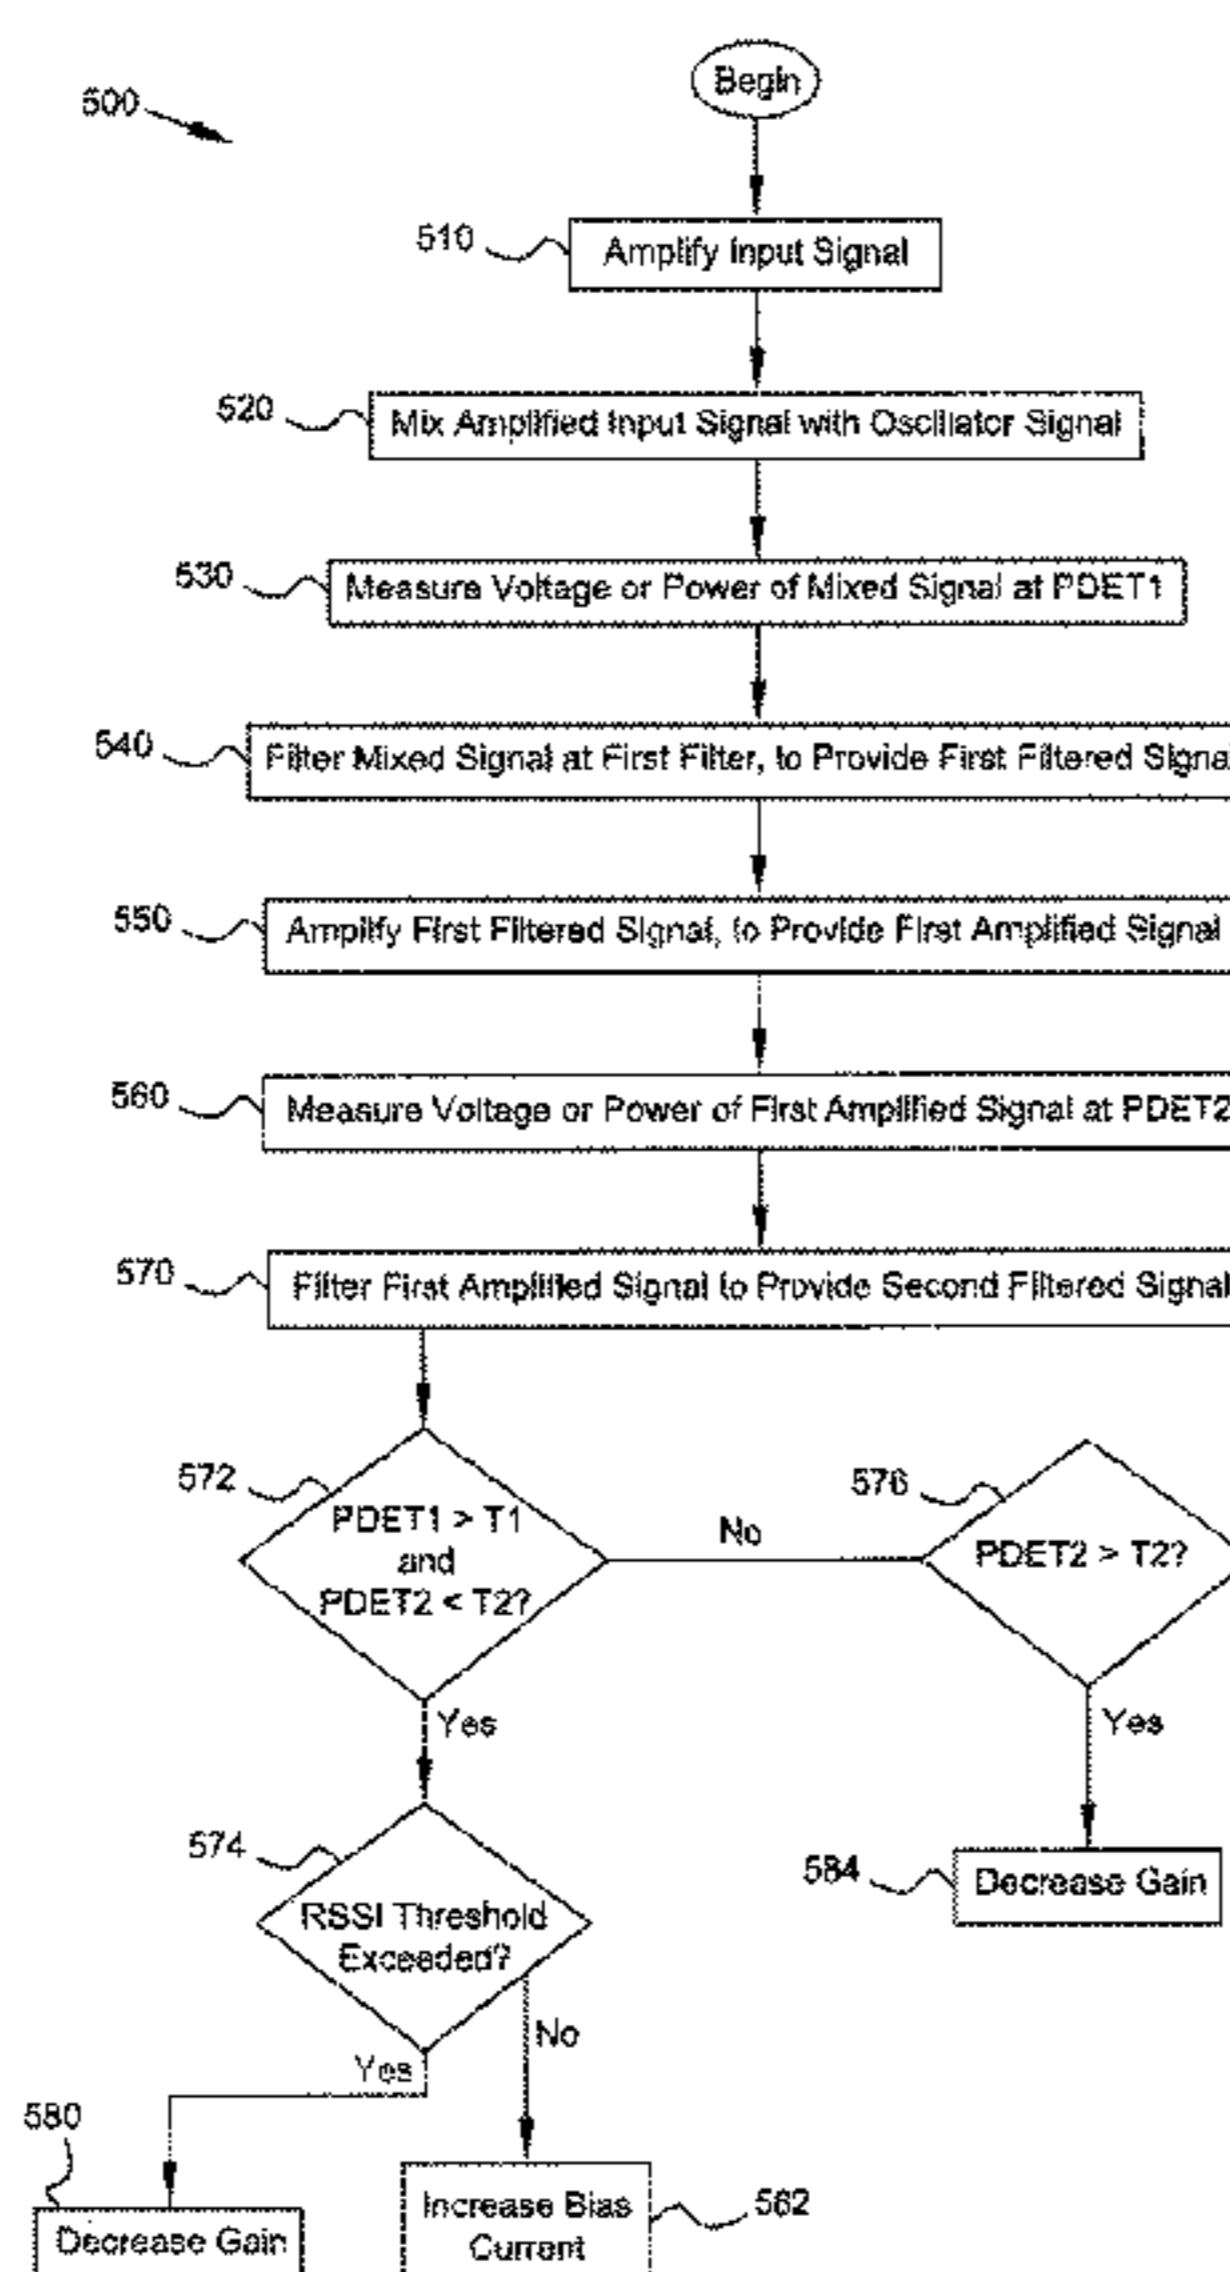 Begin
500
510
Amplify Input Signal
520
Mix Amplified Input Signal with Oscillator Signal
530
Measure Voltage or Power of Mixed Signal at PDET1
540
Filter Mixed Signal at First Filter, to Provide First Filtered Signal
550
Amplify First Filtered Signal, to Provide First Amplified Signal
560
Measure Voltage or Power of First Amplified Signal at PDET2
570
Filter First Amplified Signal to Provide Second Filtered Signal
572
PDET1 > T1
and
PDET2 < T2?
No
576
PDET2 > T2?
Yes
Yes
574
RSSI Threshold
Exceeded?
584
Decrease Gain
No
Yes
580
Decrease Gain
Increase Bias
Current
582